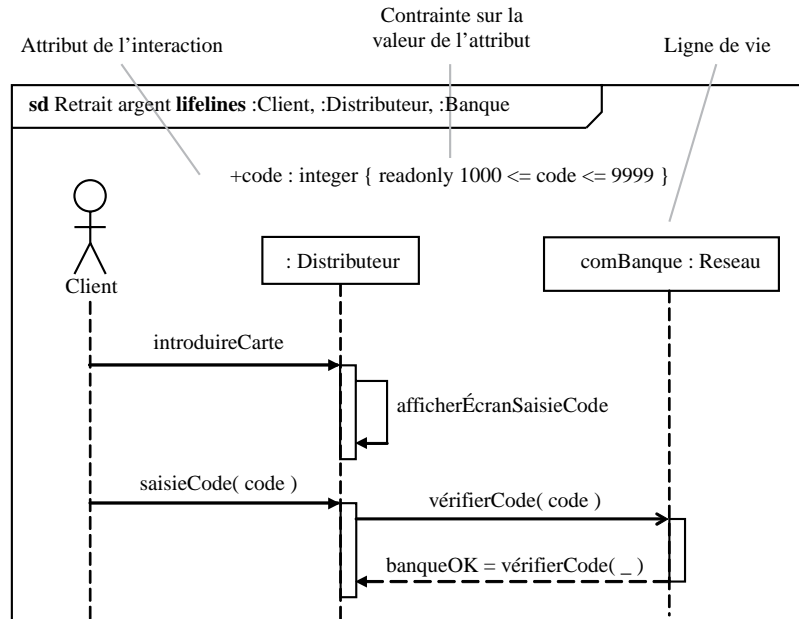 Contrainte sur la
valeur de l’attribut
Attribut de l’interaction
Ligne de vie
sd Retrait argent lifelines :Client, :Distributeur, :Banque
+code : integer { readonly 1000 <= code <= 9999 }
: Distributeur
comBanque : Reseau
Client
introduireCarte
afficherÉcranSaisieCode
saisieCode( code )
vérifierCode( code )
banqueOK = vérifierCode( _ )